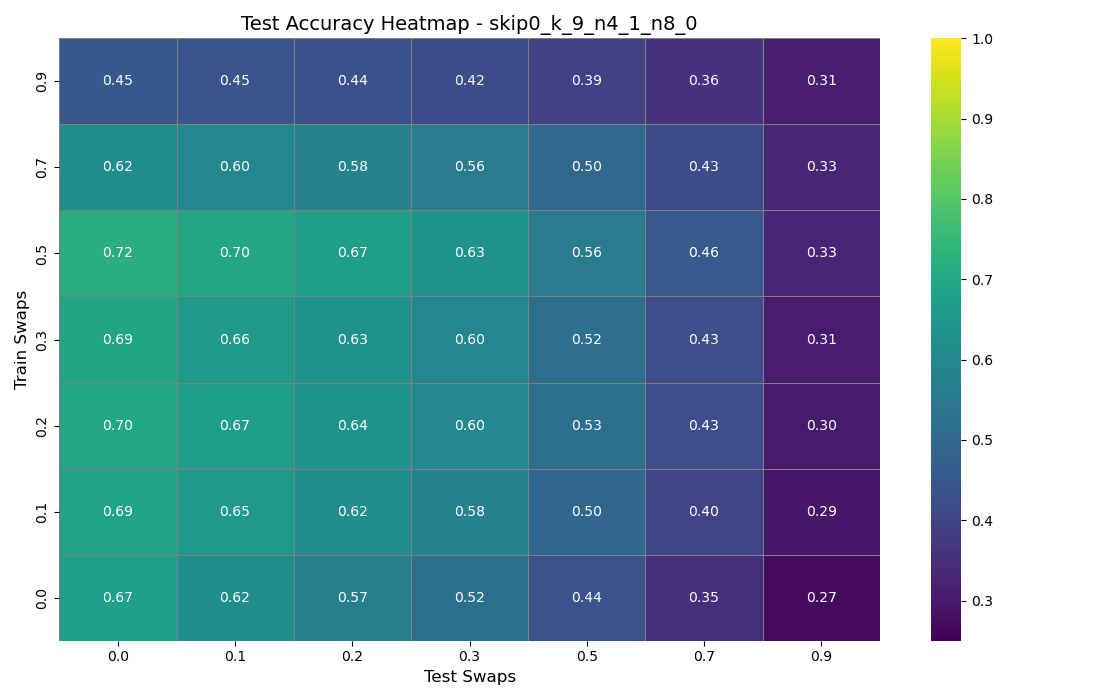 Test Accuracy Heatmap - skip0_k_9_n4_1_n8_0
Train Swaps
0.9 0.45 0.45 0.44 0.42 0.39 0.36 0.31
0.7 0.62 0.60 0.58 0.56 0.50 0.43 0.33
0.5 0.72 0.70 0.67 0.63 0.56 0.46 0.33
0.3 0.69 0.66 0.63 0.60 0.52 0.43 0.31
0.2 0.70 0.67 0.64 0.60 0.53 0.43 0.30
0.1 0.69 0.65 0.62 0.58 0.50 0.40 0.29
0.0 0.67 0.62 0.57 0.52 0.44 0.35 0.27
0.0 0.1 0.2 0.3 0.5 0.7 0.9
Test Swaps
1.0
0.9
0.8
0.7
0.6
0.5
0.4
0.3